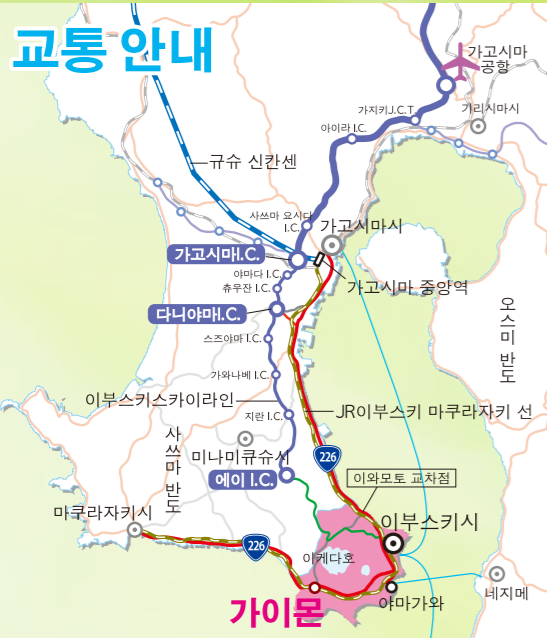 교통 안내
가고시마
공항
가지키J.C.T
기리시마시
아이라 I.C.
규슈 신칸센
사쓰마 요시다
I.C.
가고시마시
가고시마I.C.
야마다 I.C.
가고시마 중앙역
츄우잔 I.C.
다니야마I.C.
오스미 반도
스즈야마 I.C.
가와나베 I.C.
이부스키스카이라인
지란 I.C.
JR이부스키 마쿠라자키 선
사쓰마 반도
미나미큐슈시
226
에이 I.C.
이와모토 교차점
마쿠라자키시
이부스키시
226
이케다호
네지메
야마가와
가이몬